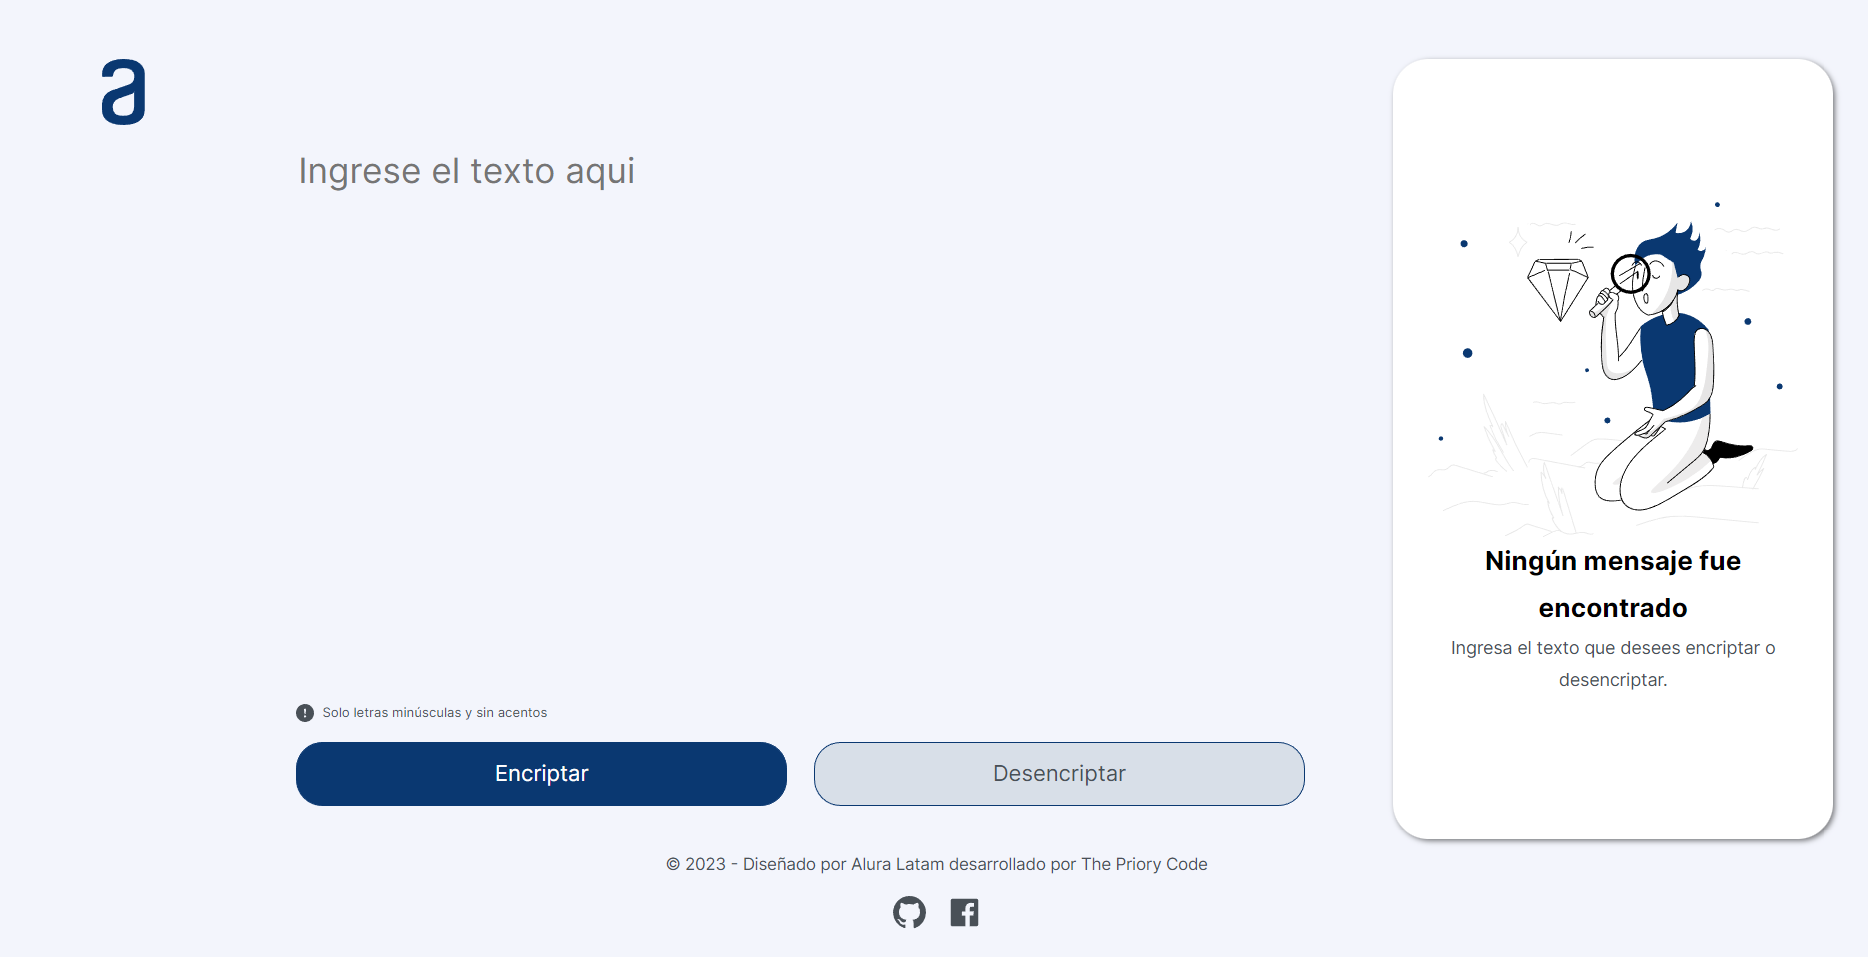 a
Ingrese el texto aqui
Solo letras minúsculas y sin acentos
Encriptar
Desencriptar
Ningún mensaje fue
encontrado
Ingresa el texto que desees encriptar o
desencriptar.
© 2023 - Diseñado por Alura Latam desarrollado por The Priory Code